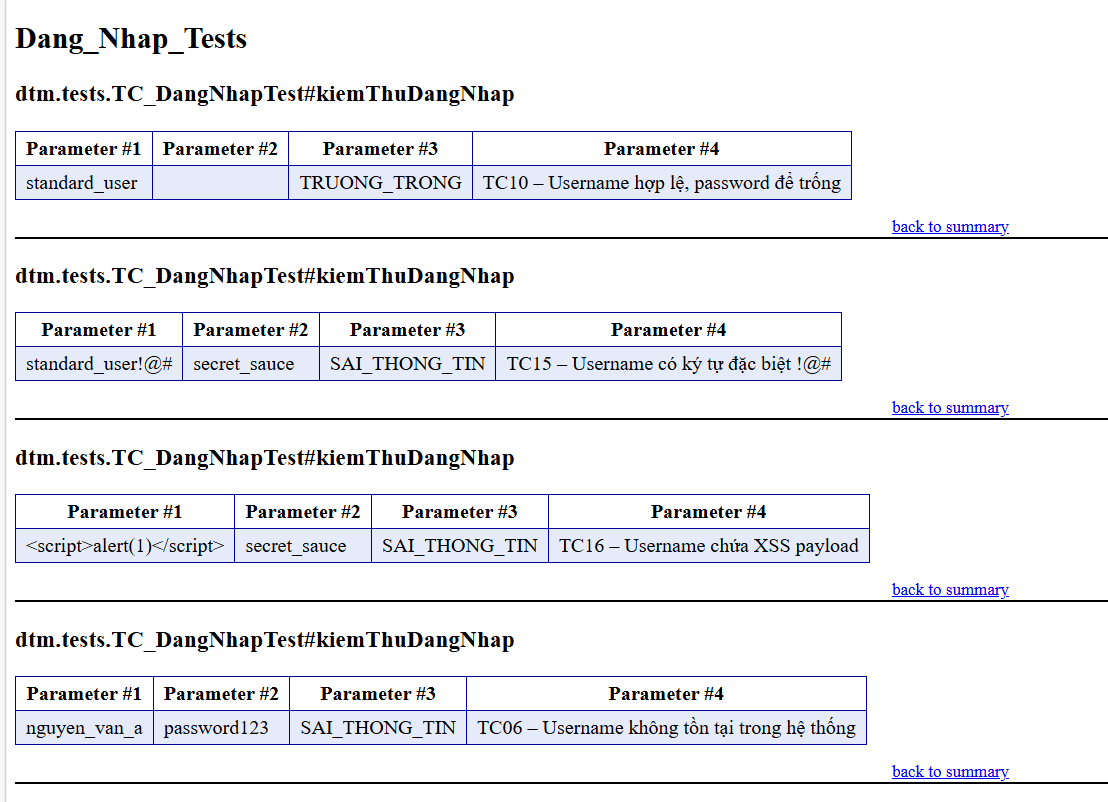 Dang_Nhap_Tests
dtm.tests.TC_DangNhapTest#kiemThuDangNhap
Parameter #1 Parameter #2 Parameter #3 Parameter #4
standard_user TRUONG_TRONG TC10 – Username hợp lệ, password để trống
back to summary
dtm.tests.TC_DangNhapTest#kiemThuDangNhap
Parameter #1 Parameter #2 Parameter #3 Parameter #4
standard_user!@# secret_sauce SAI_THONG_TIN TC15 – Username có ký tự đặc biệt !@#
back to summary
dtm.tests.TC_DangNhapTest#kiemThuDangNhap
Parameter #1 Parameter #2 Parameter #3 Parameter #4
<script>alert(1)</script> secret_sauce SAI_THONG_TIN TC16 – Username chứa XSS payload
back to summary
dtm.tests.TC_DangNhapTest#kiemThuDangNhap
Parameter #1 Parameter #2 Parameter #3 Parameter #4
nguyen_van_a password123 SAI_THONG_TIN TC06 – Username không tồn tại trong hệ thống
back to summary